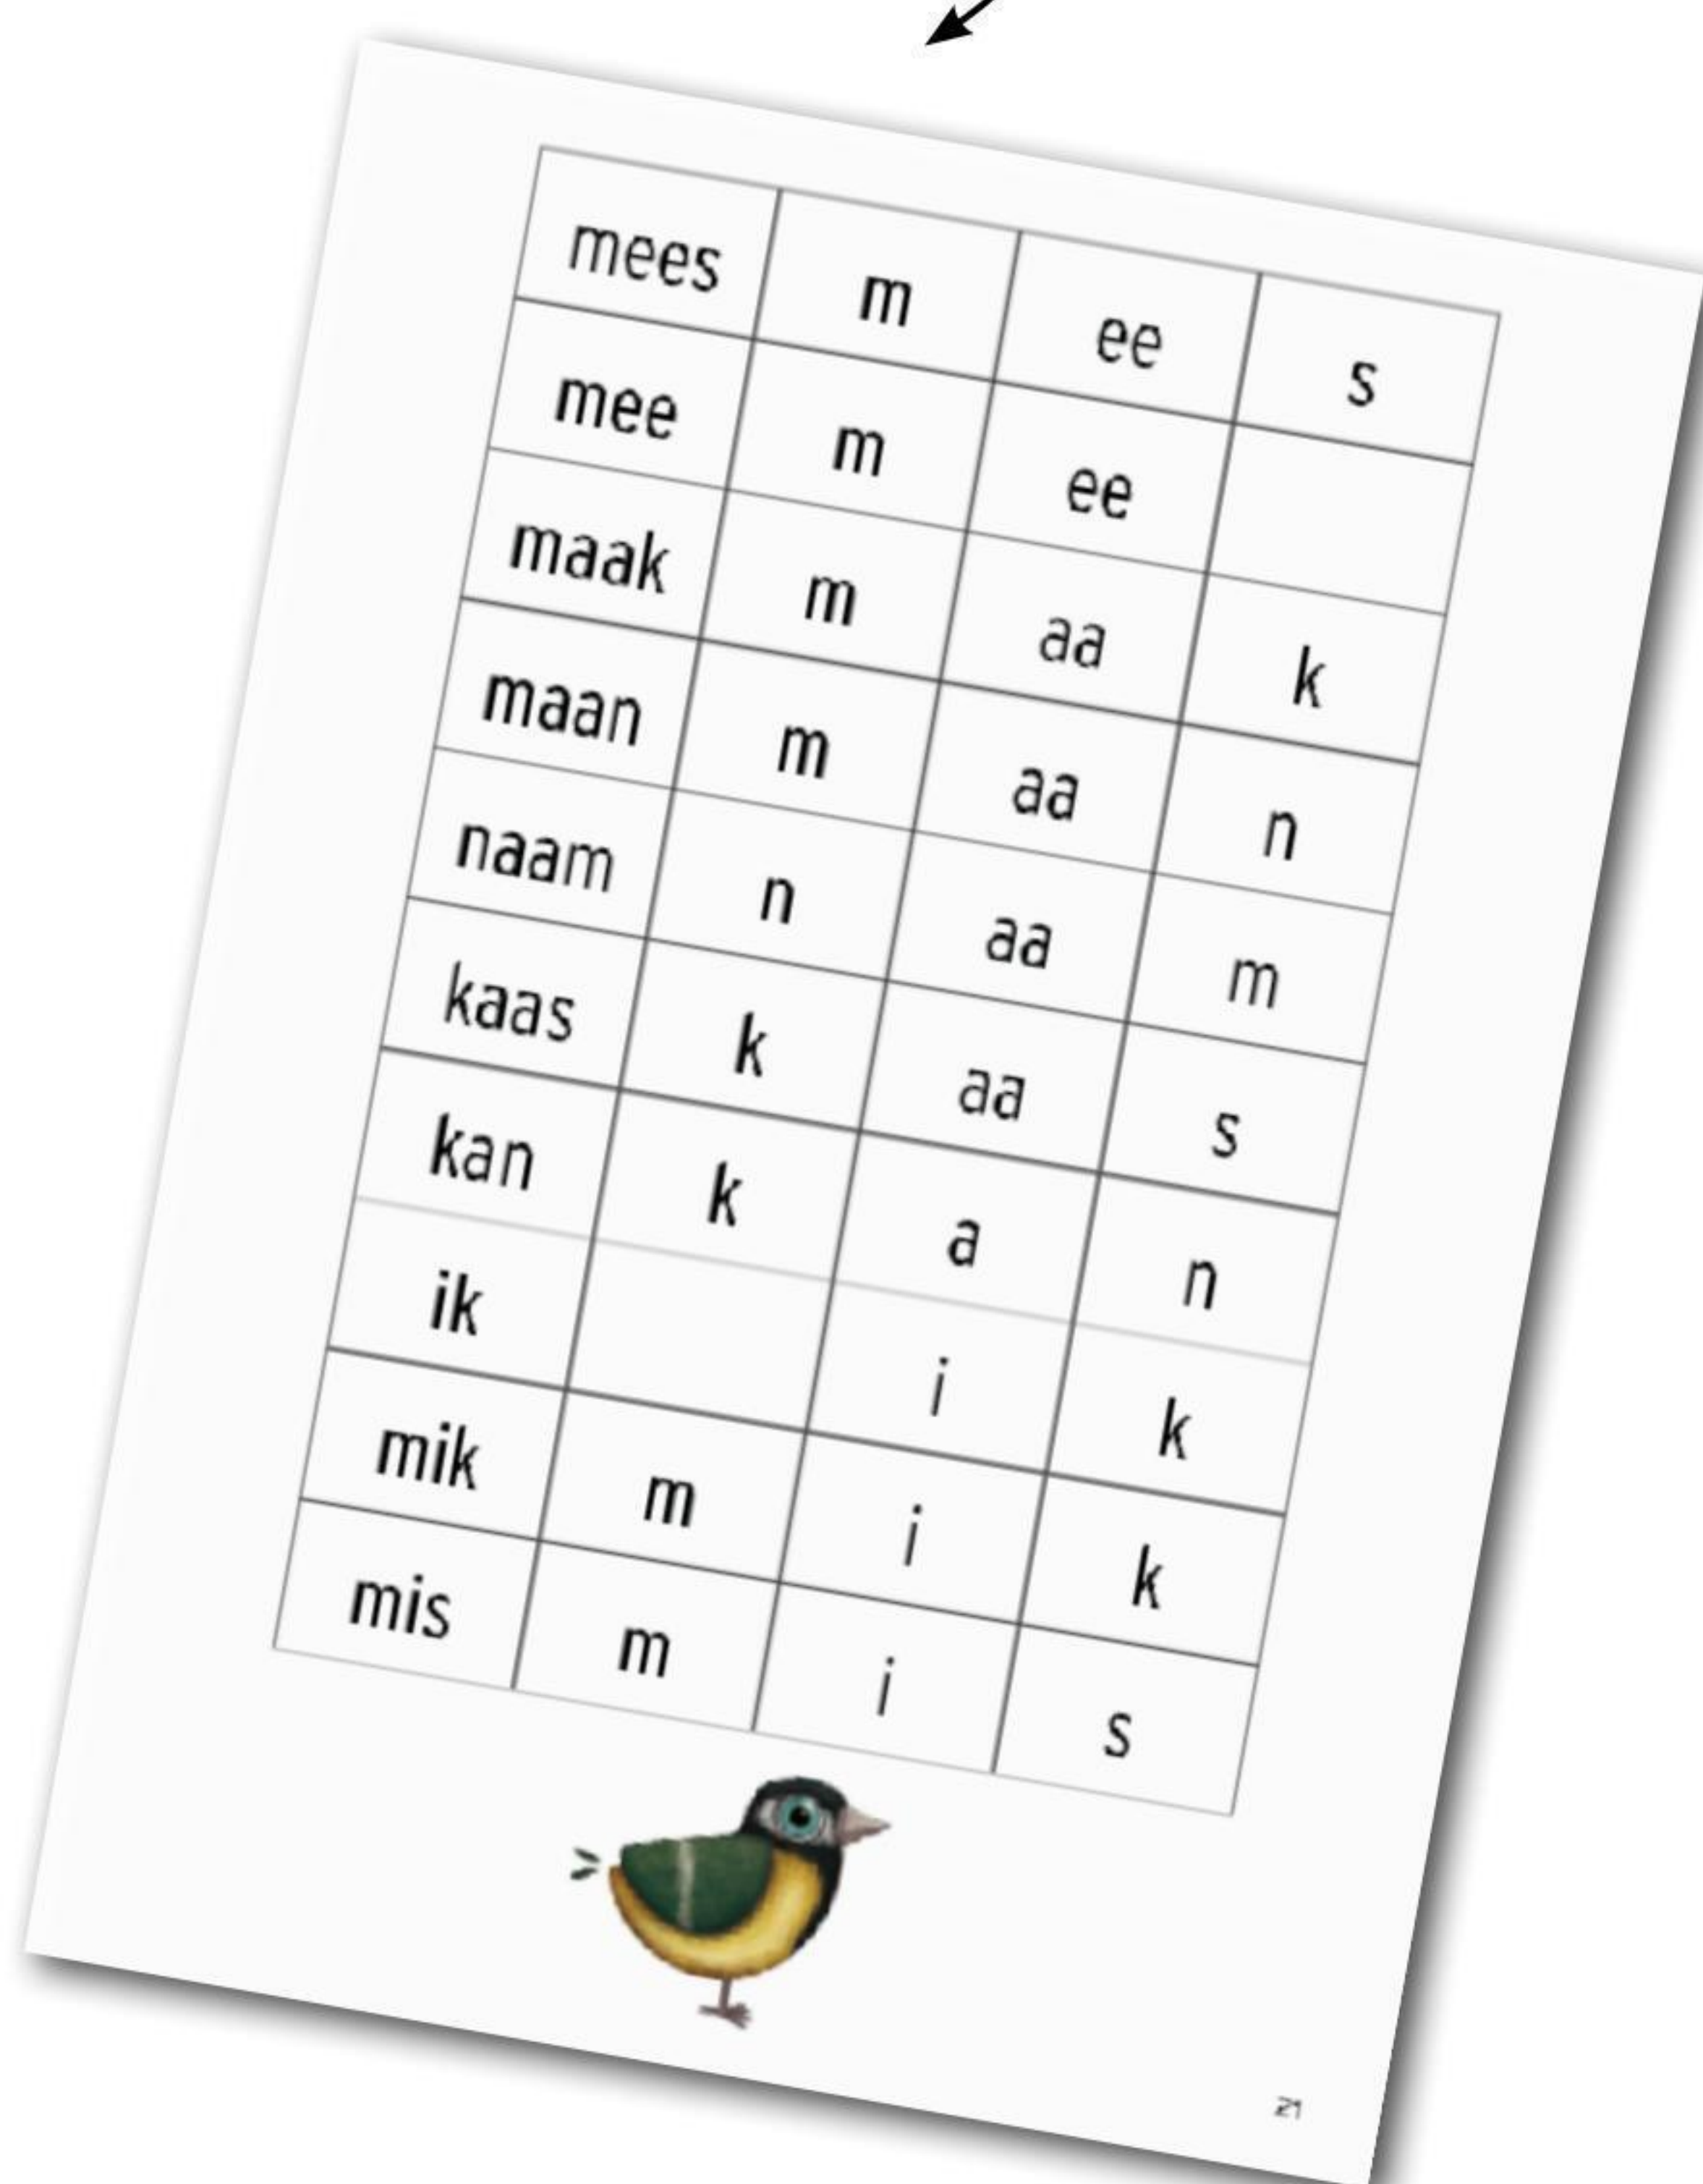 mees m ee s
mee m ee
maak m aa k
maan m aa n
naam n aa m
kaas k aa s
kan k a n
ik i k
mik m i k
mis m i s
21